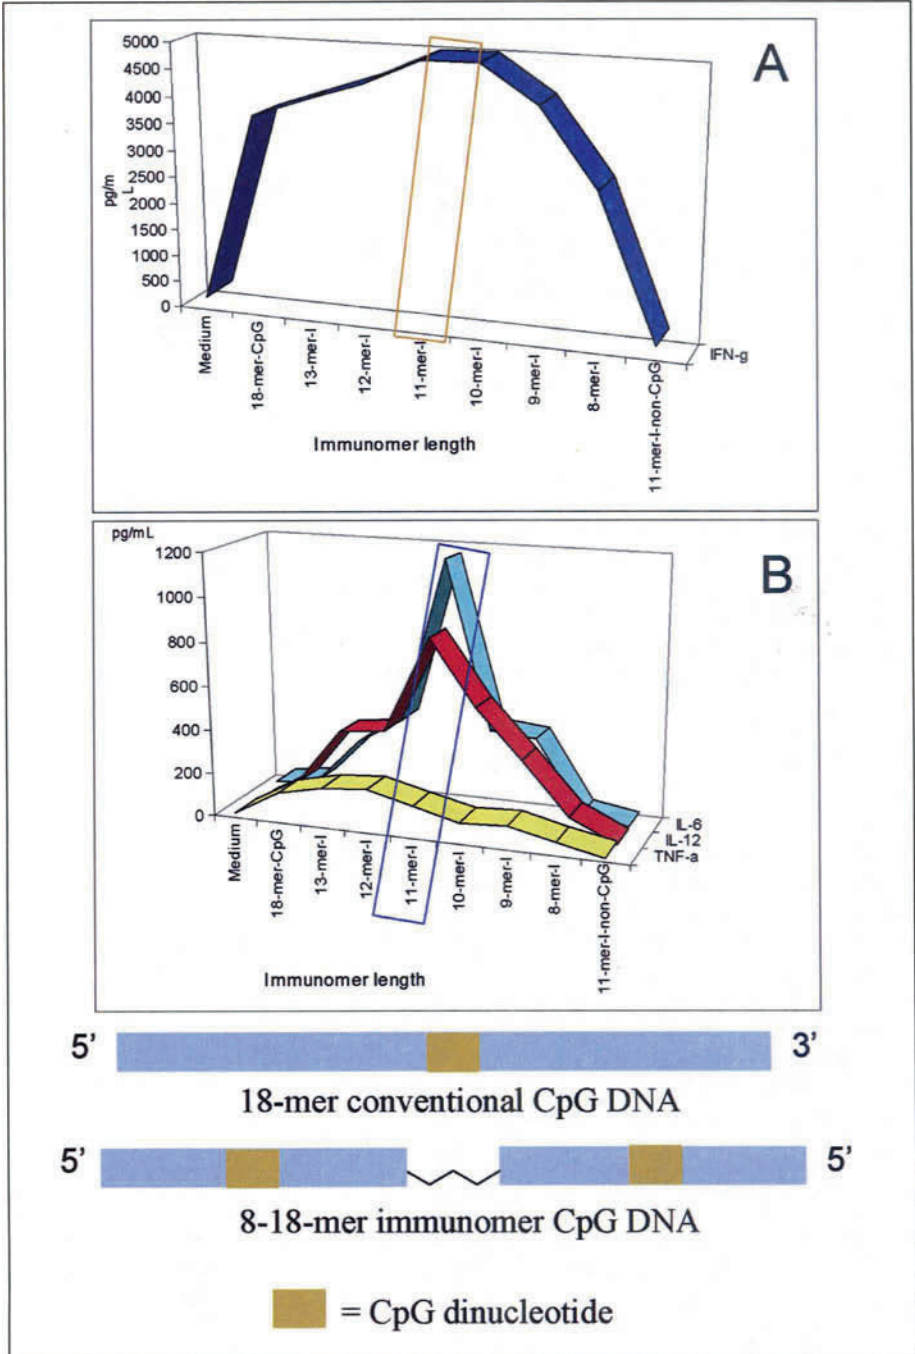 A
5000
4500
4000
3500
3000
2500
2000
1500
1000
500
0
pg/m
L
Medium
18-mer-CpG
13-mer-I
12-mer-I
11-mer-I
10-mer-I
9-mer-I
8-mer-I
11-mer-I-non-CpG
IFN-g
Immunomer length
B
pg/mL
1200
1000
800
600
400
200
0
Medium
18-mer-CpG
13-mer-I
12-mer-I
11-mer-I
10-mer-I
9-mer-I
8-mer-I
11-mer-I-non-CpG
IL-6
IL-12
TNF-a
Immunomer length
5’ 3’
18-mer conventional CpG DNA
5’ 5’
8-18-mer immunomer CpG DNA
= CpG dinucleotide